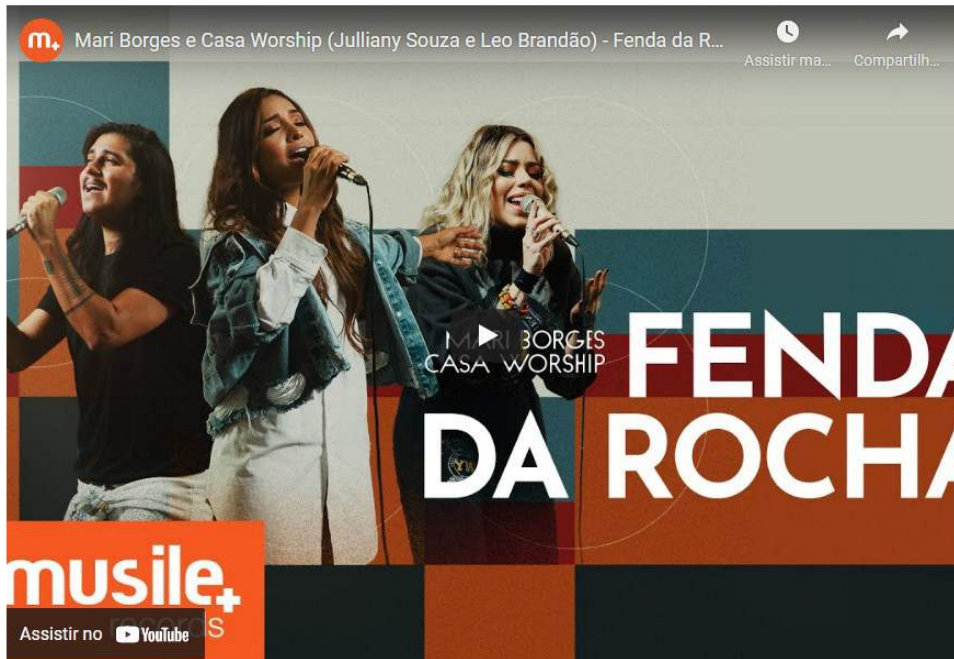 m+
Mari Borges e Casa Worship (Julliany Souza e Leo Brandão) - Fenda da R...
Assistir ma...
Compartilh...
MARI BORGES
CASA WORSHIP
FENDA
DA ROCHA
musile+
records
Assistir no YouTube